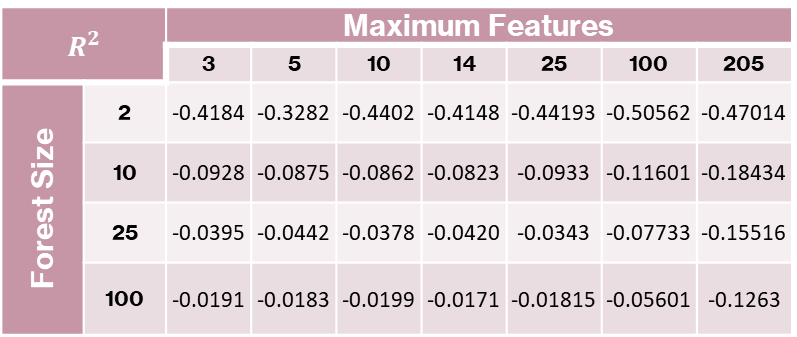 R²
Maximum Features
3 5 10 14 25 100 205
Forest Size
2 -0.4184 -0.3282 -0.4402 -0.4148 -0.44193 -0.50562 -0.47014
10 -0.0928 -0.0875 -0.0862 -0.0823 -0.0933 -0.11601 -0.18434
25 -0.0395 -0.0442 -0.0378 -0.0420 -0.0343 -0.07733 -0.15516
100 -0.0191 -0.0183 -0.0199 -0.0171 -0.01815 -0.05601 -0.1263